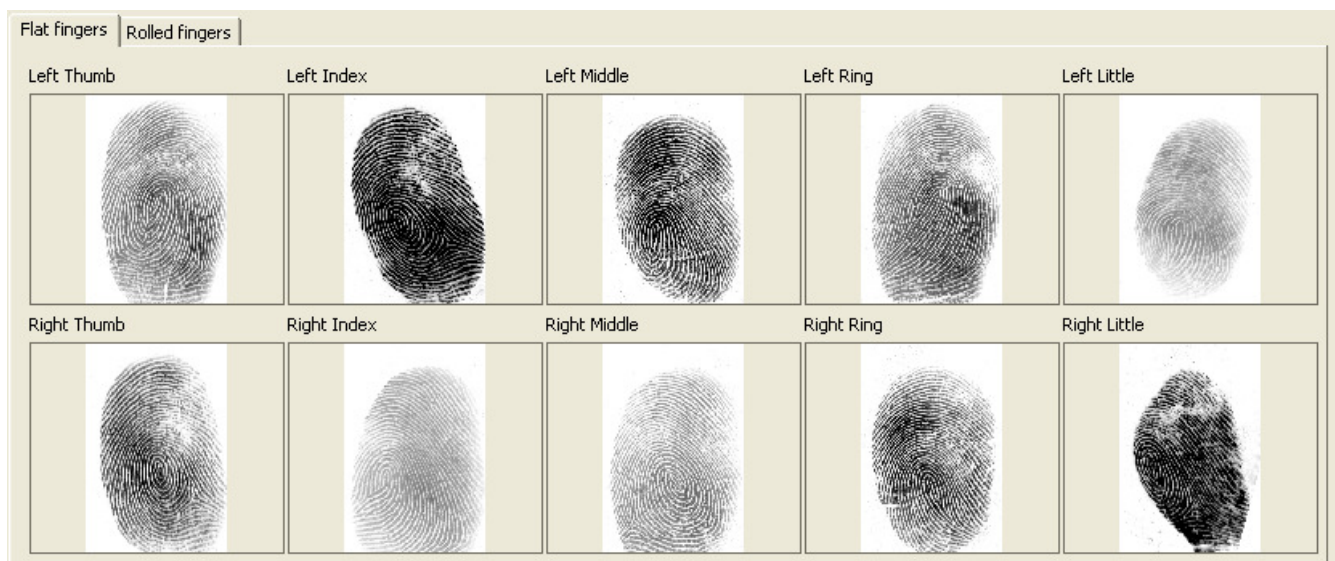 Flat fingers Rolled fingers
Left Thumb Left Index Left Middle Left Ring Left Little
Right Thumb Right Index Right Middle Right Ring Right Little